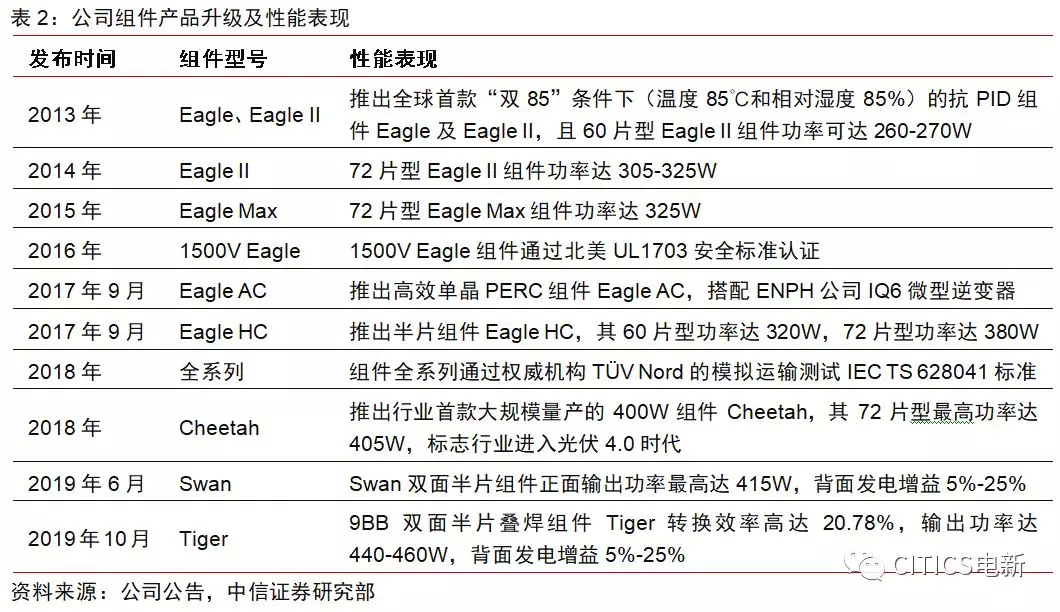 表 2：公司组件产品升级及性能表现
发布时间 组件型号 性能表现
2013 年 Eagle、Eagle II 推出全球首款“双 85”条件下（温度 85℃和相对湿度 85%）的抗 PID 组
件 Eagle 及 Eagle II，且 60 片型 Eagle II 组件功率可达 260-270W
2014 年 Eagle II 72 片型 Eagle II 组件功率达 305-325W
2015 年 Eagle Max 72 片型 Eagle Max 组件功率达 325W
2016 年 1500V Eagle 1500V Eagle 组件通过北美 UL1703 安全标准认证
2017 年 9 月 Eagle AC 推出高效单晶 PERC 组件 Eagle AC，搭配 ENPH 公司 IQ6 微型逆变器
2017 年 9 月 Eagle HC 推出半片组件 Eagle HC，其 60 片型功率达 320W，72 片型功率达 380W
2018 年 全系列 组件全系列通过权威机构 TÜV Nord 的模拟运输测试 IEC TS 628041 标准
2018 年 Cheetah 推出行业首款大规模量产的 400W 组件 Cheetah，其 72 片型最高功率达
405W，标志行业进入光伏 4.0 时代
2019 年 6 月 Swan Swan 双面半片组件正面输出功率最高达 415W，背面发电增益 5%-25%
2019 年 10 月 Tiger 9BB 双面半片叠焊组件 Tiger 转换效率高达 20.78%，输出功率达
440-460W，背面发电增益 5%-25%
资料来源：公司公告，中信证券研究部
CITICS电新